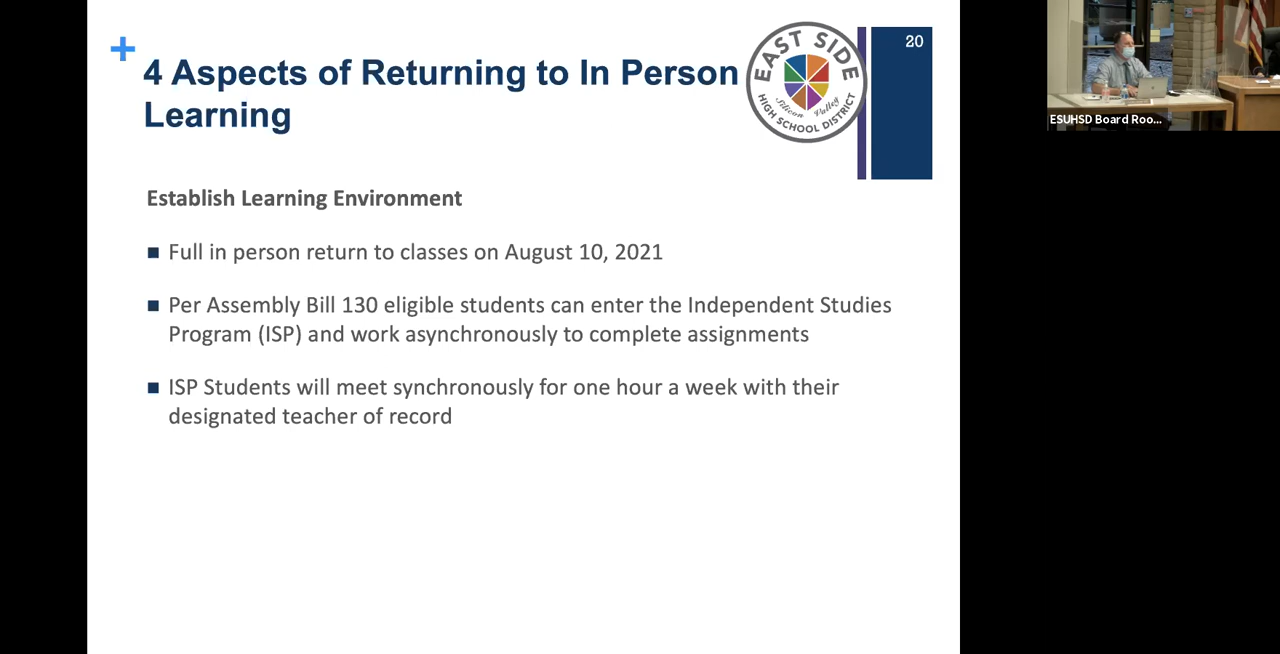 +
4 Aspects of Returning to In Person
Learning
EAST SIDE
Silicon Valley
HIGH SCHOOL DISTRICT
20
ESUHSD Board Roo...
Establish Learning Environment
■ Full in person return to classes on August 10, 2021
■ Per Assembly Bill 130 eligible students can enter the Independent Studies
Program (ISP) and work asynchronously to complete assignments
■ ISP Students will meet synchronously for one hour a week with their
designated teacher of record